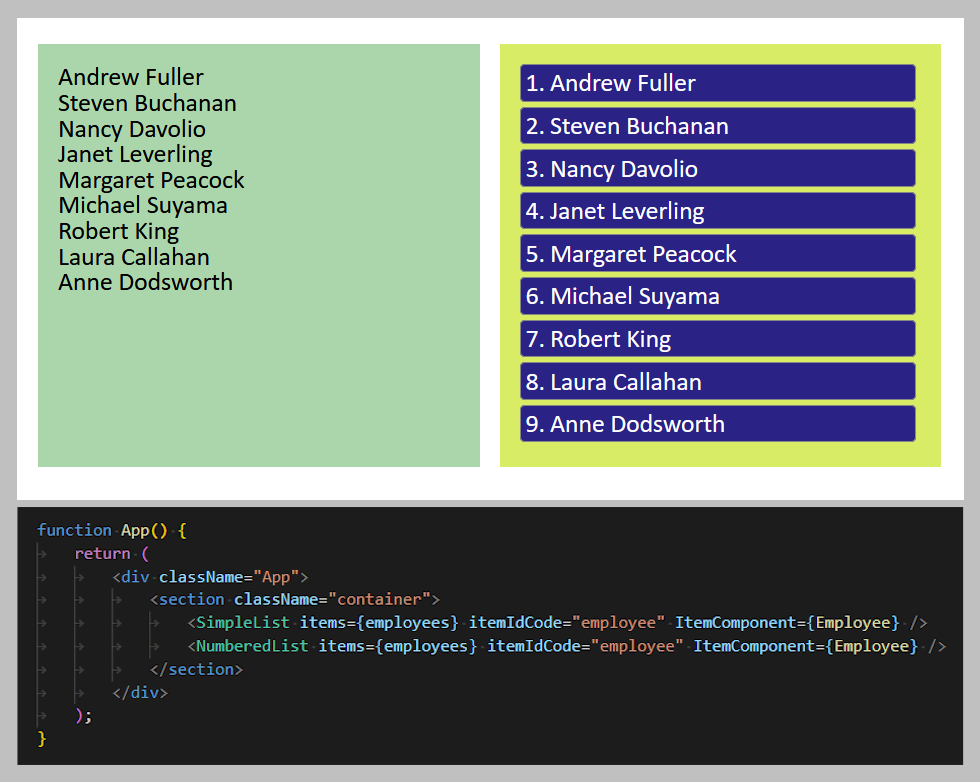 Andrew Fuller
Steven Buchanan
Nancy Davolio
Janet Leverling
Margaret Peacock
Michael Suyama
Robert King
Laura Callahan
Anne Dodsworth
1. Andrew Fuller
2. Steven Buchanan
3. Nancy Davolio
4. Janet Leverling
5. Margaret Peacock
6. Michael Suyama
7. Robert King
8. Laura Callahan
9. Anne Dodsworth
function App() {
    return (
        <div className="App">
            <section className="container">
                <SimpleList items={employees} itemIdCode="employee" ItemComponent={Employee} />
                <NumberedList items={employees} itemIdCode="employee" ItemComponent={Employee} />
            </section>
        </div>
    );
}